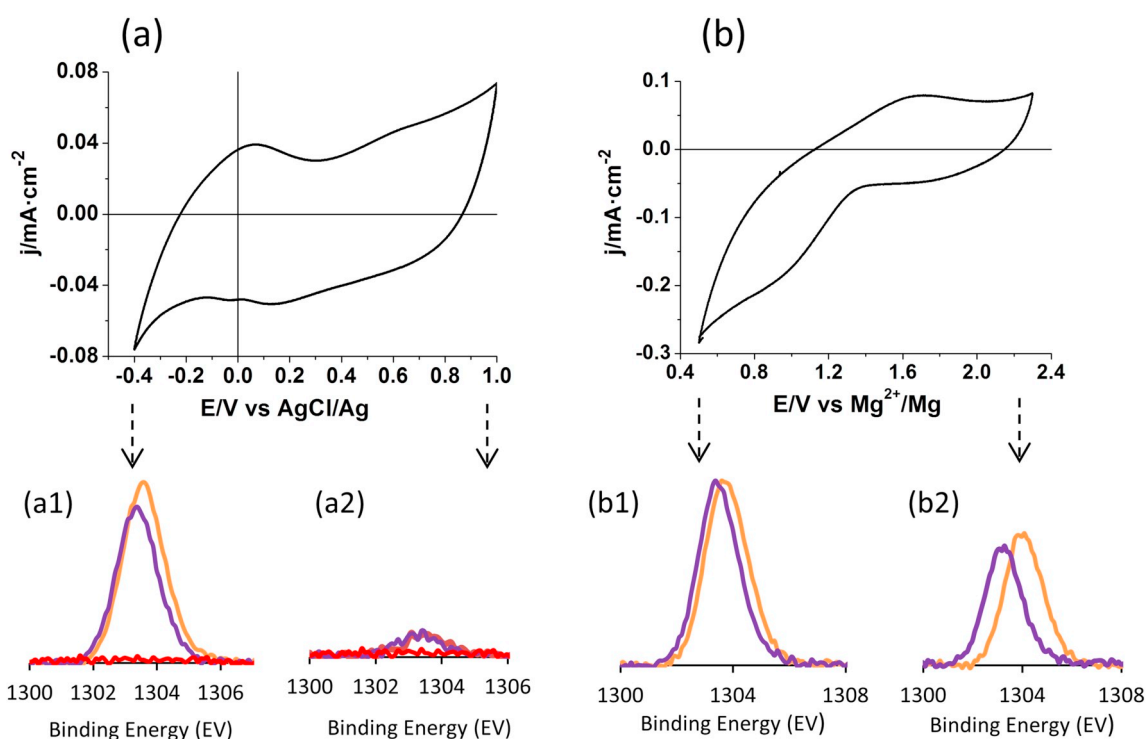 (a)
(b)
0.08
0.04
0.00
-0.04
-0.08
j/mA·cm-2
-0.4 -0.2 0.0 0.2 0.4 0.6 0.8 1.0
E/V vs AgCl/Ag
0.1
0.0
-0.1
-0.2
-0.3
j/mA·cm-2
0.4 0.8 1.2 1.6 2.0 2.4
E/V vs Mg2+/Mg
(a1)
(a2)
(b1)
(b2)
1300 1302 1304 1306
Binding Energy (EV)
1300 1302 1304 1306
Binding Energy (EV)
1300 1304 1308
Binding Energy (EV)
1300 1304 1308
Binding Energy (EV)